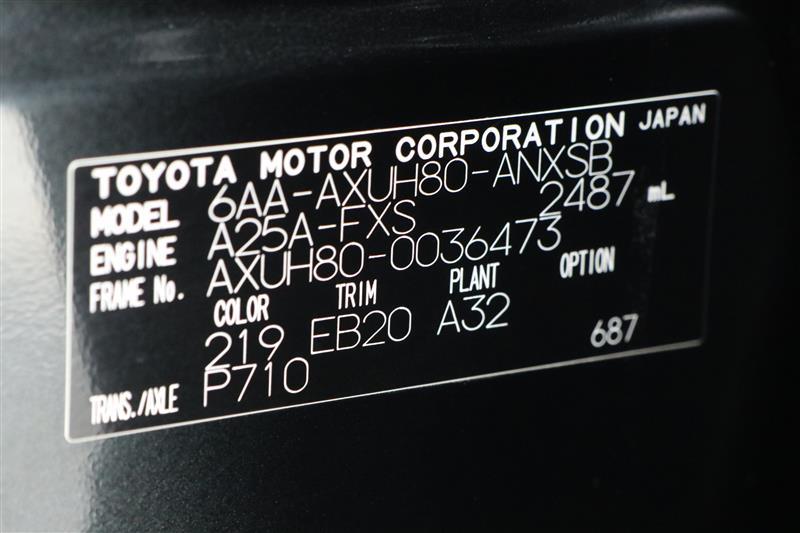 TOYOTA MOTOR CORPORATION JAPAN
MODEL 6AA-AXUH80-ANXSB
ENGINE A25A-FXS 2487 mL
FRAME No. AXUH80-0036473
COLOR TRIM PLANT OPTION
219 EB20 A32
TRANS./AXLE P710 687